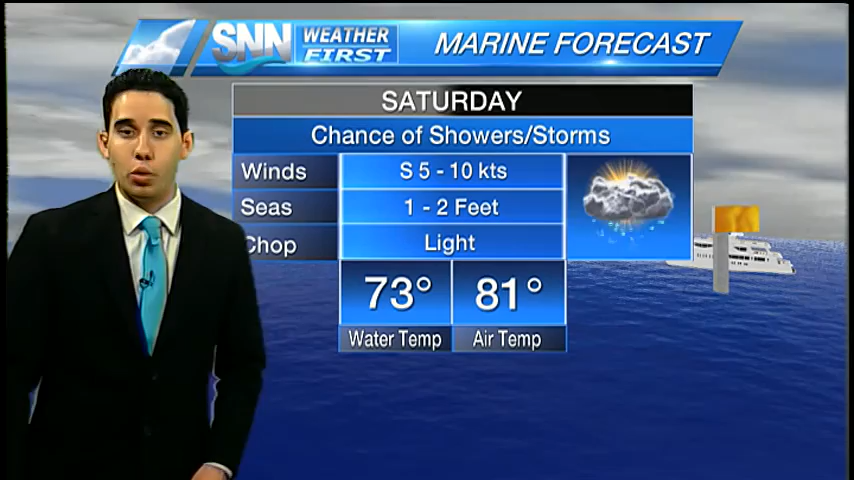 SNN WEATHER FIRST
MARINE FORECAST
SATURDAY
Chance of Showers/Storms
Winds S 5 - 10 kts
Seas 1 - 2 Feet
Chop Light
73° 81°
Water Temp Air Temp